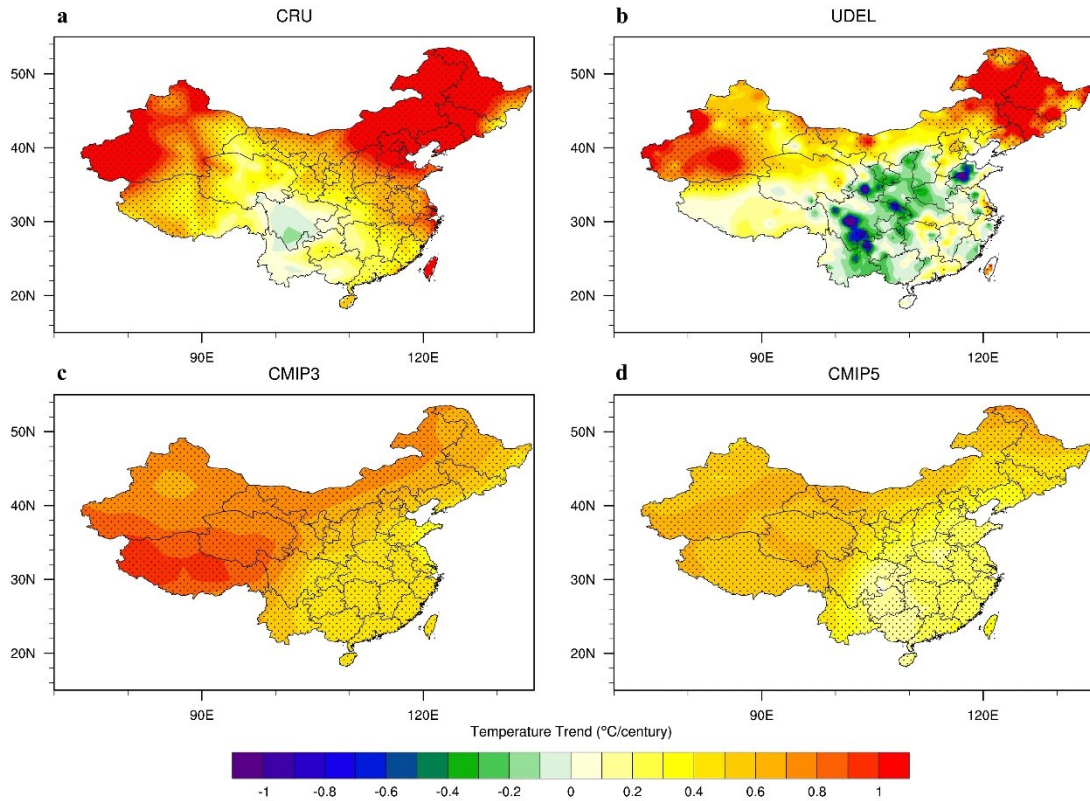 a CRU
b UDEL
50N
40N
30N
20N
90E 120E
50N
40N
30N
20N
90E 120E
c CMIP3
d CMIP5
50N
40N
30N
20N
90E 120E
50N
40N
30N
20N
90E 120E
Temperature Trend (°C/century)
-1 -0.8 -0.6 -0.4 -0.2 0 0.2 0.4 0.6 0.8 1